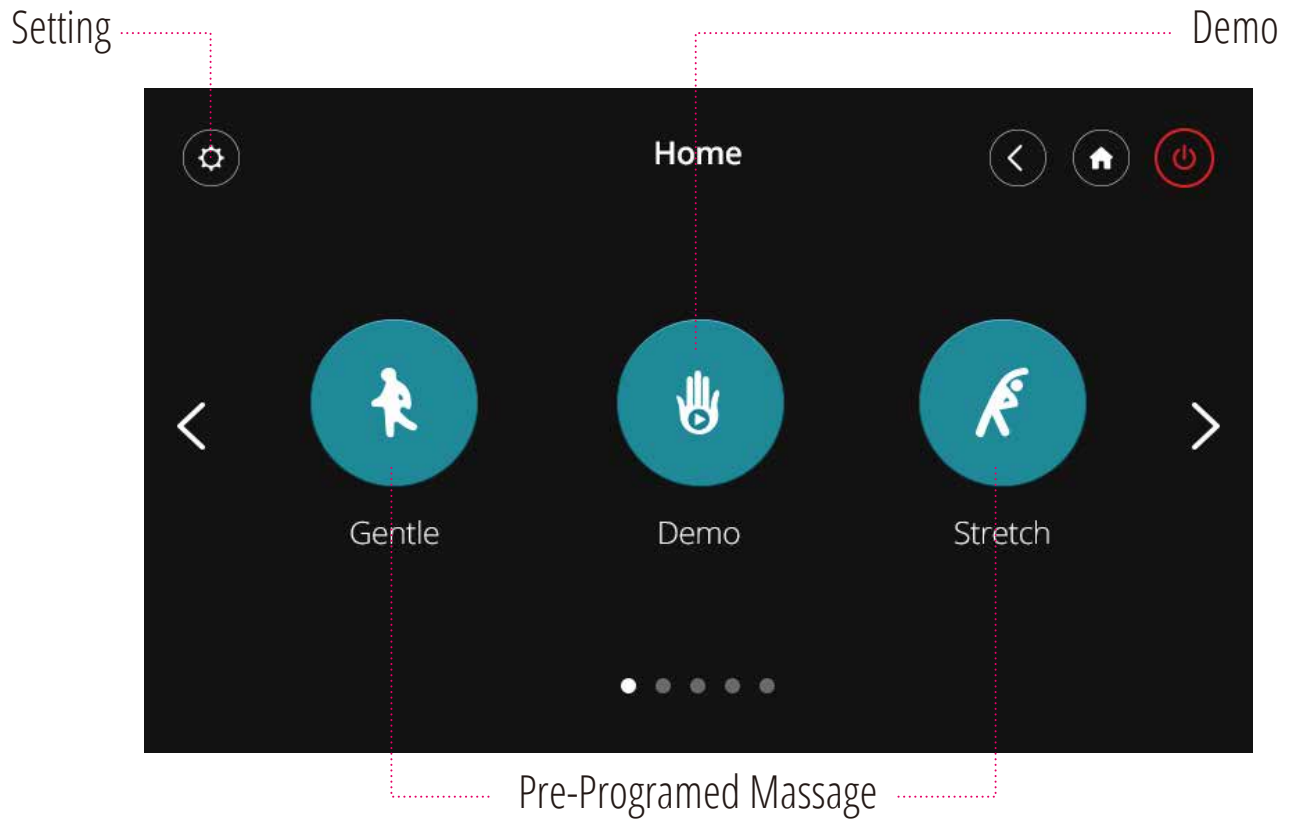 Setting
Demo
Home
Gentle
Demo
Stretch
Pre-Programed Massage